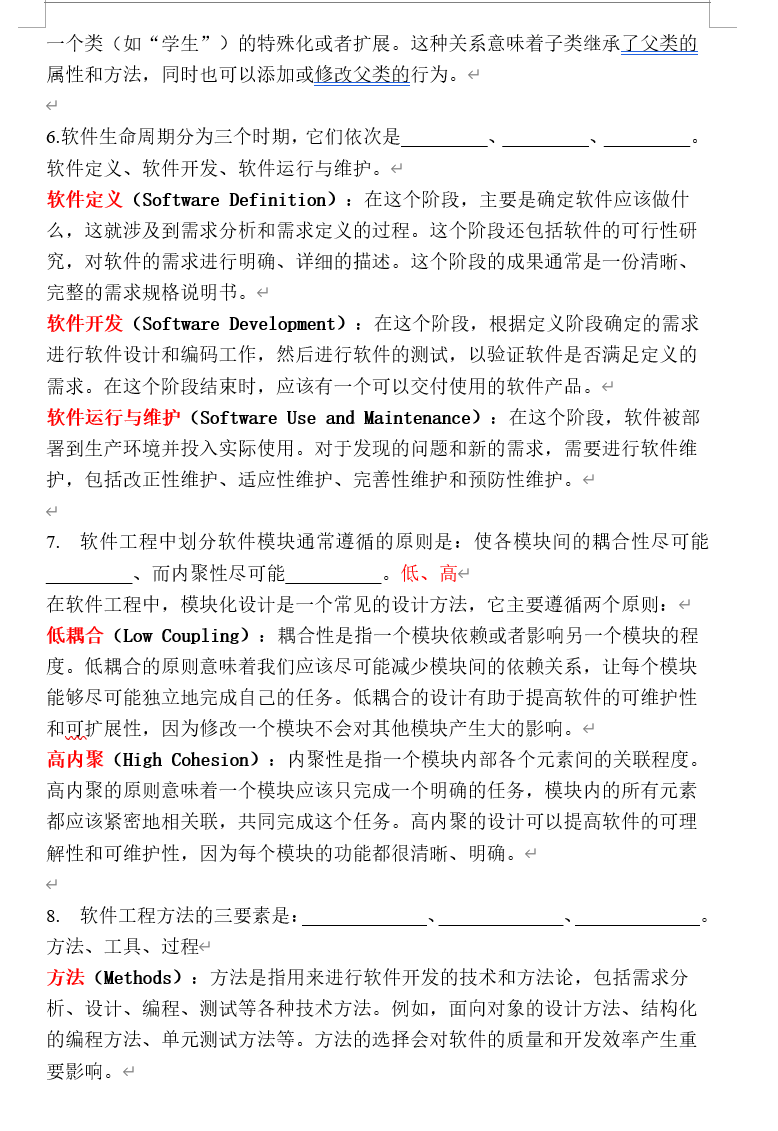 一个类（如“学生”）的特殊化或者扩展。这种关系意味着子类继承了父类的
属性和方法，同时也可以添加或修改父类的行为。
6.软件生命周期分为三个时期，它们依次是_________、_________、_________。
软件定义、软件开发、软件运行与维护。
软件定义（Software Definition）：在这个阶段，主要是确定软件应该做什
么，这就涉及到需求分析和需求定义的过程。这个阶段还包括软件的可行性研
究，对软件的需求进行明确、详细的描述。这个阶段的成果通常是一份清晰、
完整的需求规格说明书。
软件开发（Software Development）：在这个阶段，根据定义阶段确定的需求
进行软件设计和编码工作，然后进行软件的测试，以验证软件是否满足定义的
需求。在这个阶段结束时，应该有一个可以交付使用的软件产品。
软件运行与维护（Software Use and Maintenance）：在这个阶段，软件被部
署到生产环境并投入实际使用。对于发现的问题和新的需求，需要进行软件维
护，包括改正性维护、适应性维护、完善性维护和预防性维护。
7. 软件工程中划分软件模块通常遵循的原则是：使各模块间的耦合性尽可能
_________、而内聚性尽可能__________。低、高
在软件工程中，模块化设计是一个常见的设计方法，它主要遵循两个原则：
低耦合（Low Coupling）：耦合性是指一个模块依赖或者影响另一个模块的程
度。低耦合的原则意味着我们应该尽可能减少模块间的依赖关系，让每个模块
能够尽可能独立地完成自己的任务。低耦合的设计有助于提高软件的可维护性
和可扩展性，因为修改一个模块不会对其他模块产生大的影响。
高内聚（High Cohesion）：内聚性是指一个模块内部各个元素间的关联程度。
高内聚的原则意味着一个模块应该只完成一个明确的任务，模块内的所有元素
都应该紧密地相关联，共同完成这个任务。高内聚的设计可以提高软件的可理
解性和可维护性，因为每个模块的功能都很清晰、明确。
8. 软件工程方法的三要素是：_____________、_____________、_____________。
方法、工具、过程
方法（Methods）：方法是指用来进行软件开发的技术和方法论，包括需求分
析、设计、编程、测试等各种技术方法。例如，面向对象的设计方法、结构化
的编程方法、单元测试方法等。方法的选择会对软件的质量和开发效率产生重
要影响。